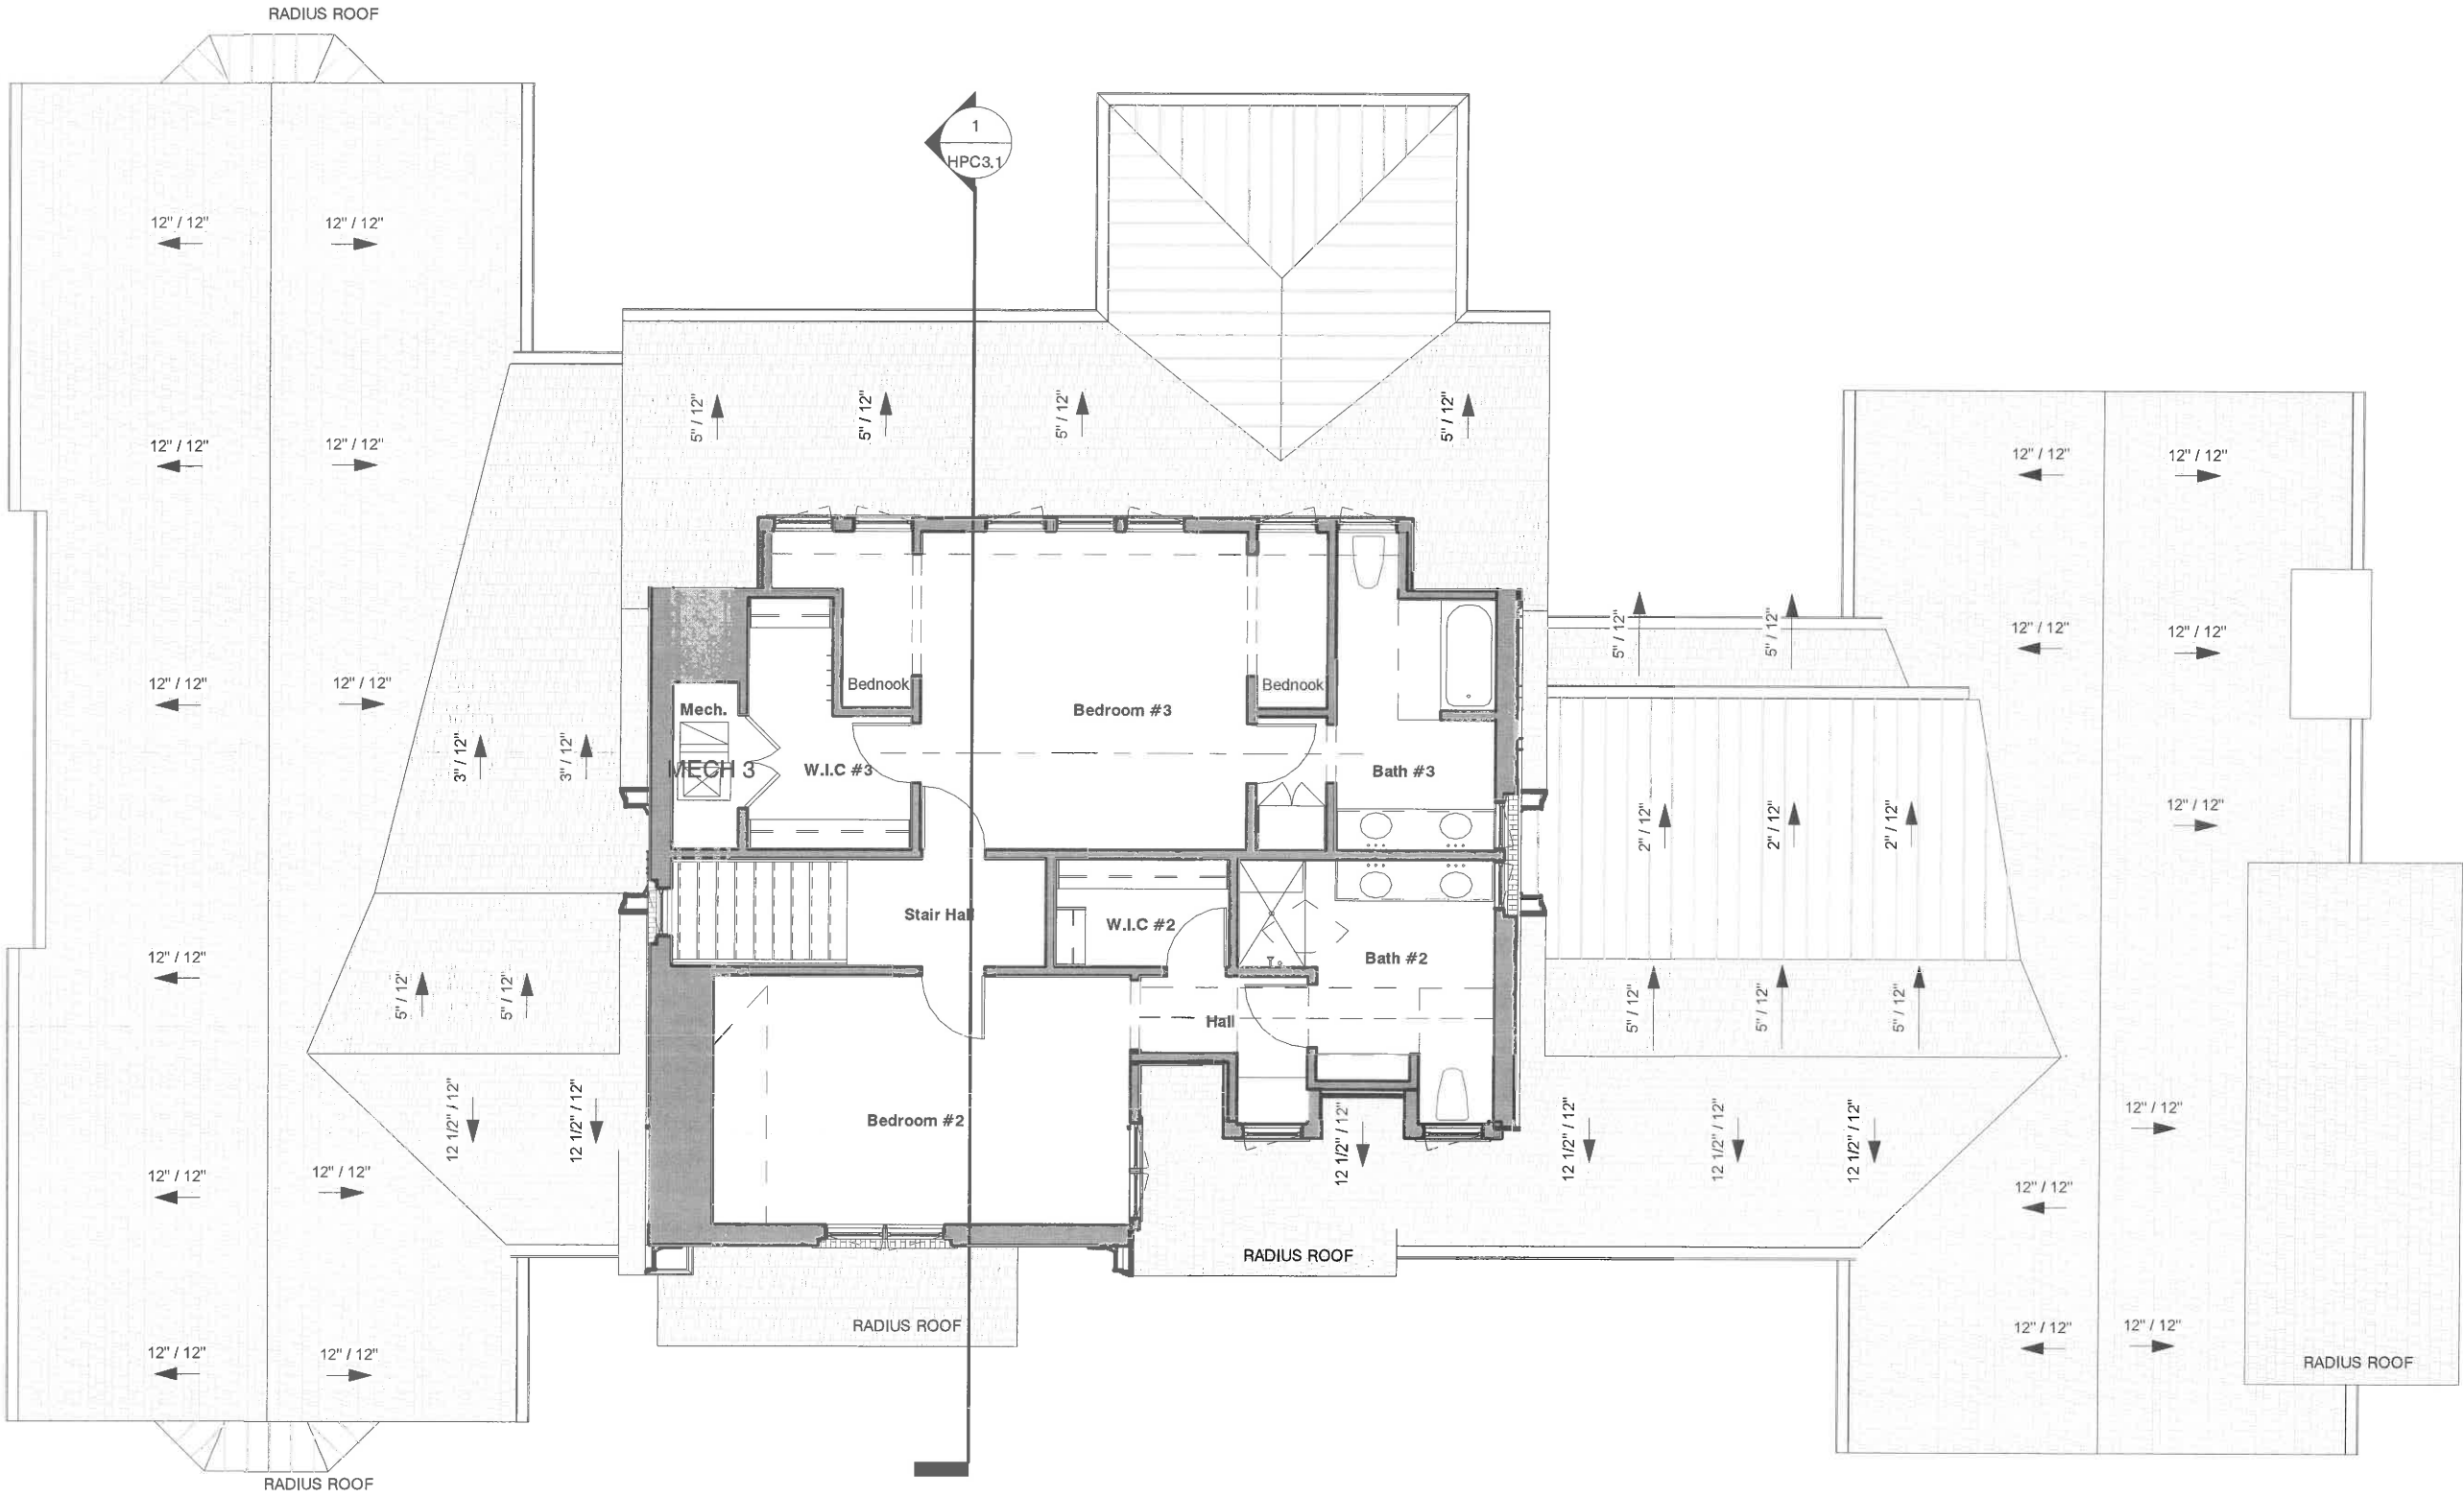 RADIUS ROOF
1
HPC3.1
12" / 12"
12" / 12"
5" / 12"
5" / 12"
5" / 12"
5" / 12"
12" / 12"
12" / 12"
12" / 12"
12" / 12"
5" / 12"
5" / 12"
12" / 12"
12" / 12"
12" / 12"
12" / 12"
Bednook
Bednook
Mech.
Bedroom #3
3" / 12"
3" / 12"
MECH 3
W.I.C #3
Bath #3
2" / 12"
2" / 12"
2" / 12"
12" / 12"
Stair Hall
W.I.C #2
Bath #2
12" / 12"
5" / 12"
5" / 12"
Hall
5" / 12"
5" / 12"
5" / 12"
12 1/2" / 12"
12 1/2" / 12"
Bedroom #2
12 1/2" / 12"
12 1/2" / 12"
12 1/2" / 12"
12 1/2" / 12"
12" / 12"
12" / 12"
12" / 12"
12" / 12"
RADIUS ROOF
RADIUS ROOF
12" / 12"
12" / 12"
12" / 12"
12" / 12"
RADIUS ROOF
RADIUS ROOF